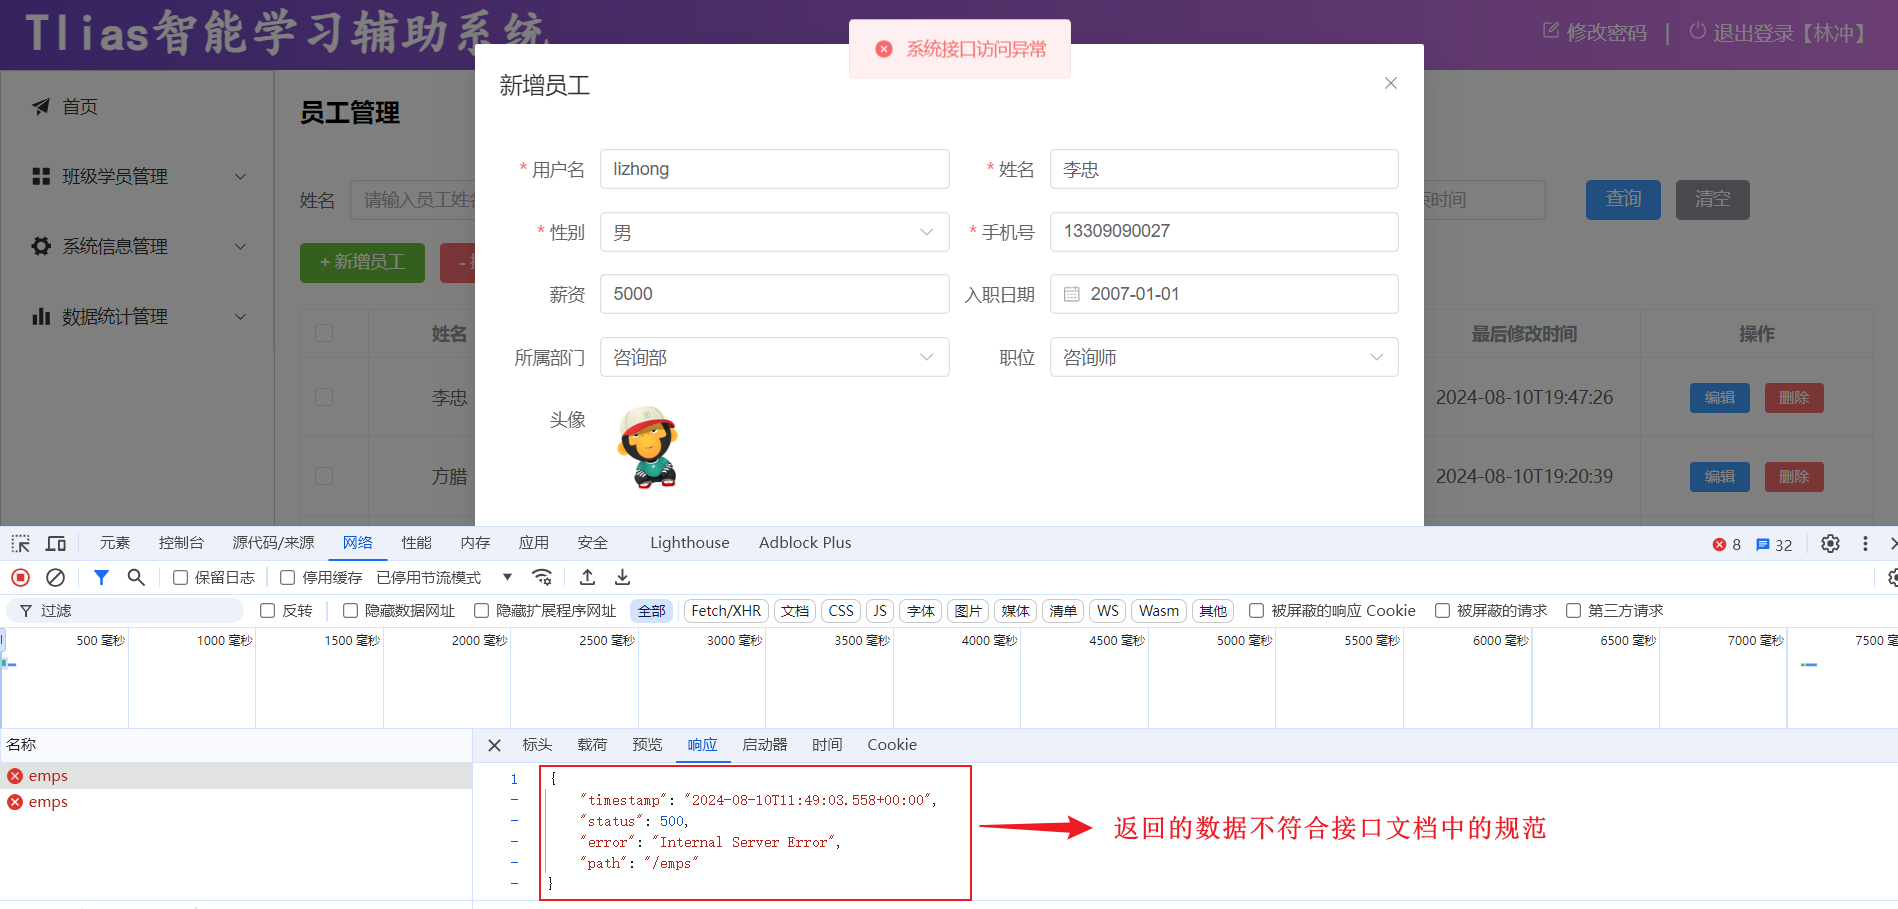 Tlias智能学习辅助系统
修改密码 | 退出登录【林冲】
系统接口访问异常
首页
班级学员管理
系统信息管理
数据统计管理
员工管理
姓名 请输入员工姓名
时间 查询 清空
+ 新增员工 -
姓名 最后修改时间 操作
李忠 2024-08-10T19:47:26 编辑 删除
方腊 2024-08-10T19:20:39 编辑 删除
新增员工
* 用户名 lizhong * 姓名 李忠
* 性别 男 * 手机号 13309090027
薪资 5000 入职日期 2007-01-01
所属部门 咨询部 职位 咨询师
头像
元素 控制台 源代码/来源 网络 性能 内存 应用 安全 Lighthouse Adblock Plus 8 32
保留日志 停用缓存 已停用节流模式
过滤 反转 隐藏数据网址 隐藏扩展程序网址 全部 Fetch/XHR 文档 CSS JS 字体 图片 媒体 清单 WS Wasm 其他 被屏蔽的响应 Cookie 被屏蔽的请求 第三方请求
500 毫秒 1000 毫秒 1500 毫秒 2000 毫秒 2500 毫秒 3000 毫秒 3500 毫秒 4000 毫秒 4500 毫秒 5000 毫秒 5500 毫秒 6000 毫秒 6500 毫秒 7000 毫秒 7500 毫
名称 标头 载荷 预览 响应 启动器 时间 Cookie
emps
emps
1 {
- "timestamp": "2024-08-10T11:49:03.558+00:00",
- "status": 500,
- "error": "Internal Server Error",
- "path": "/emps"
- }
返回的数据不符合接口文档中的规范